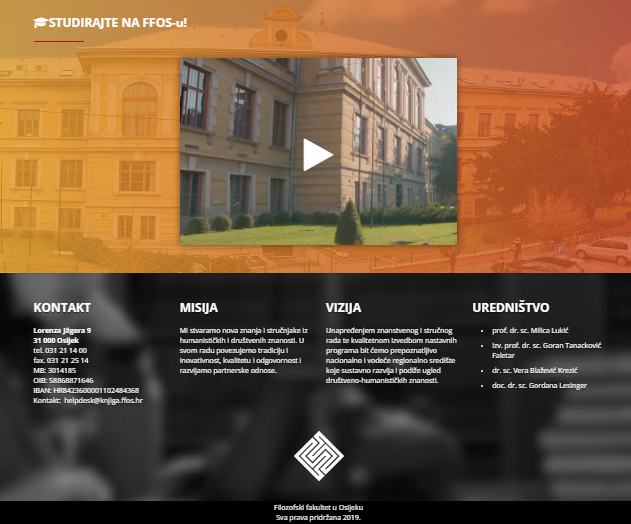 STUDIRAJTE NA FFOS-u!
KONTAKT
Lorenza Jägera 9
31 000 Osijek
tel. 031 21 14 00
fax. 031 21 25 14
MB: 3014185
OIB: 58868871646
IBAN: HR8423600001102484368
Kontakt: helpdesk@knjiga.ffos.hr
MISIJA
Mi stvaramo nova znanja i stručnjake iz
humanističkih i društvenih znanosti. U
svom radu povezujemo tradiciju i
inovativnost, kvalitetu i odgovornost i
razvijamo partnerske odnose.
VIZIJA
Unapređenjem znanstvenog i stručnog
rada te kvalitetnom izvedbom nastavnih
programa bit ćemo prepoznatljivo
nacionalno i vodeće regionalno središte
koje sustavno razvija i podiže ugled
društveno-humanističkih znanosti.
UREDNIŠTVO
prof. dr. sc. Milica Lukić
izv. prof. dr. sc. Goran Tanacković
Faletar
dr. sc. Vera Blažević Krezić
doc. dr. sc. Gordana Lesinger
Filozofski fakultet u Osijeku
Sva prava pridržana 2019.